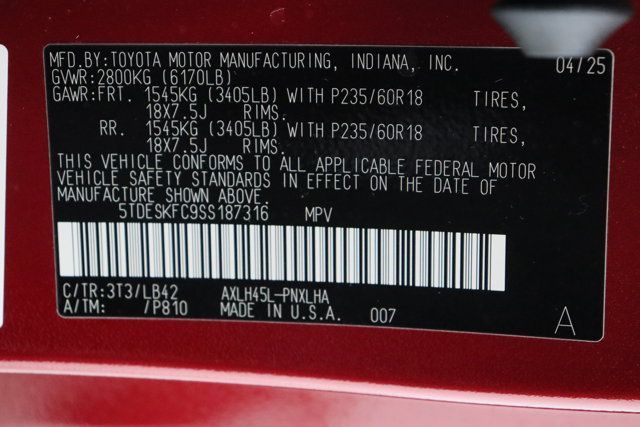 MFD.BY:TOYOTA MOTOR MANUFACTURING, INDIANA, INC. 04/25
GVWR:2800KG (6170LB)
GAWR:FRT. 1545KG (3405LB) WITH P235/60R18 TIRES,
18X7.5J RIMS.
RR. 1545KG (3405LB) WITH P235/60R18 TIRES,
18X7.5J RIMS.
THIS VEHICLE CONFORMS TO ALL APPLICABLE FEDERAL MOTOR
VEHICLE SAFETY STANDARDS IN EFFECT ON THE DATE OF
MANUFACTURE SHOWN ABOVE.
5TDESKFC9SS187316 MPV
C/TR:3T3/LB42 AXLH45L-PNXLHA
A/TM: /P810 MADE IN U.S.A. 007 A